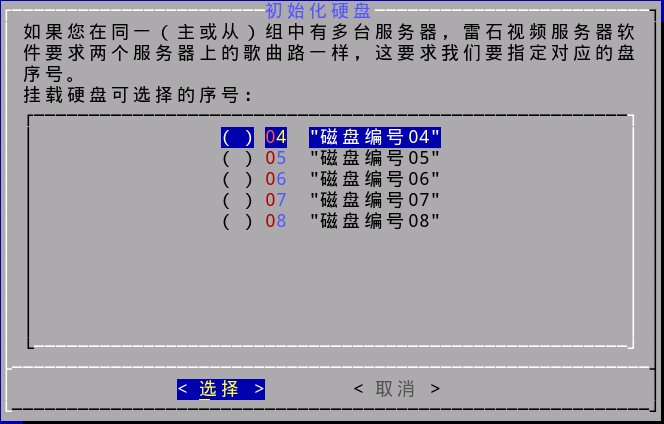 初始化硬盘
如果您在同一(主或从)组中有多台服务器，雷石视频服务器软
件要求两个服务器上的歌曲路一样，这要求我们要指定对应的盘
序号。
挂载硬盘可选择的序号:
( ) 04 "磁盘编号04"
( ) 05 "磁盘编号05"
( ) 06 "磁盘编号06"
( ) 07 "磁盘编号07"
( ) 08 "磁盘编号08"
< 选择 > < 取消 >